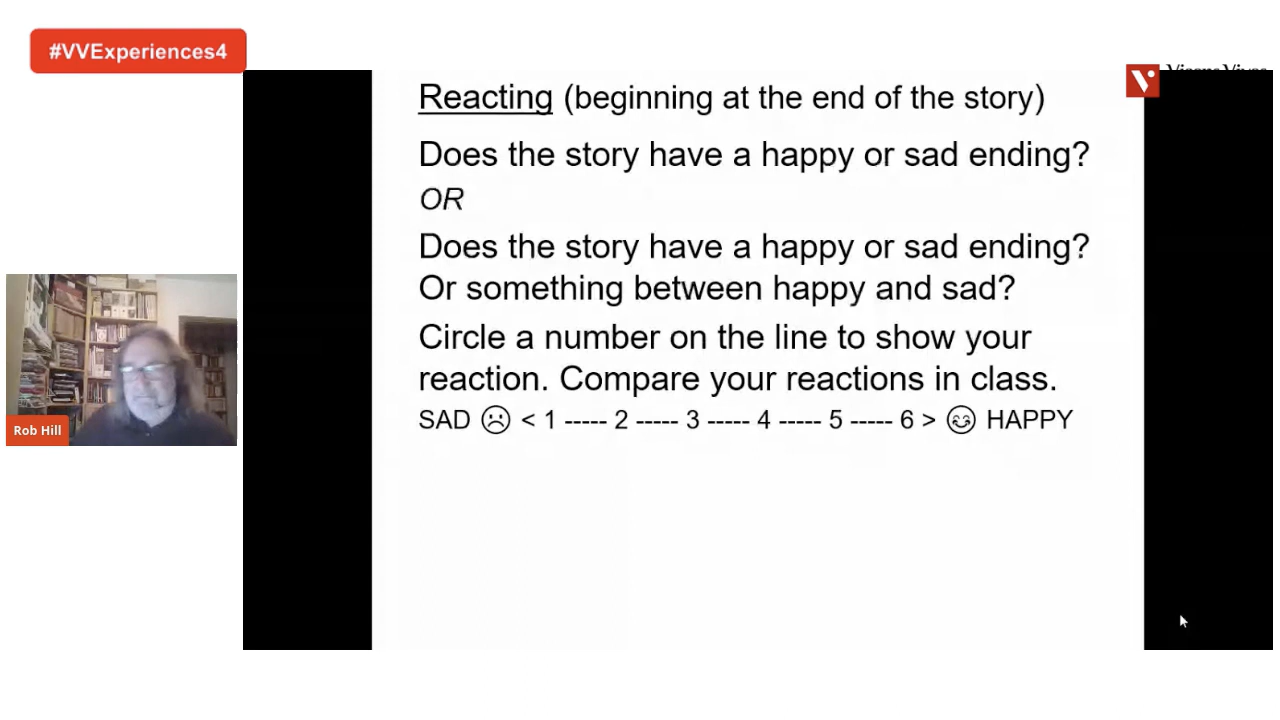 #VVExperiences4
Reacting (beginning at the end of the story)
Does the story have a happy or sad ending?
OR
Does the story have a happy or sad ending?
Or something between happy and sad?
Circle a number on the line to show your
reaction. Compare your reactions in class.
SAD ☹ < 1 ----- 2 ----- 3 ----- 4 ----- 5 ----- 6 > 😊 HAPPY
Rob Hill